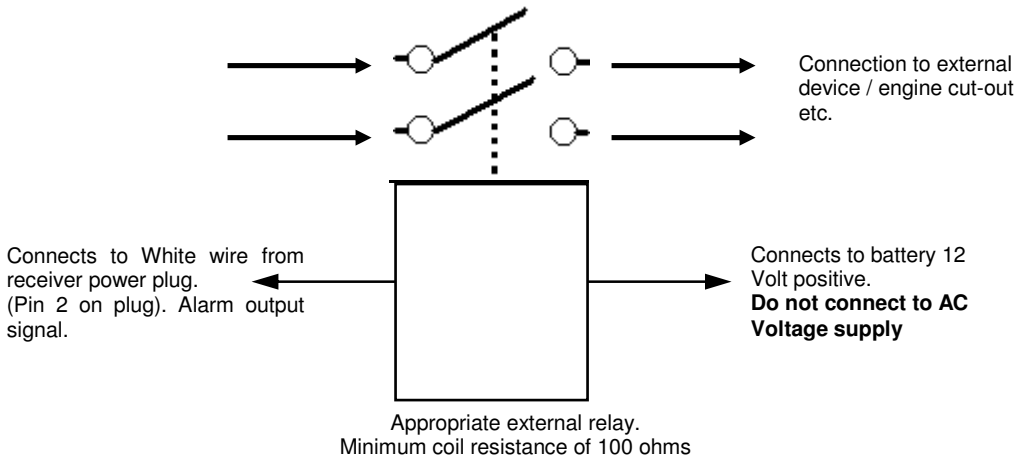 Connection to external
device / engine cut-out
etc.
Connects to White wire from
receiver power plug.
(Pin 2 on plug). Alarm output
signal.
Connects to battery 12
Volt positive.
Do not connect to AC
Voltage supply
Appropriate external relay.
Minimum coil resistance of 100 ohms